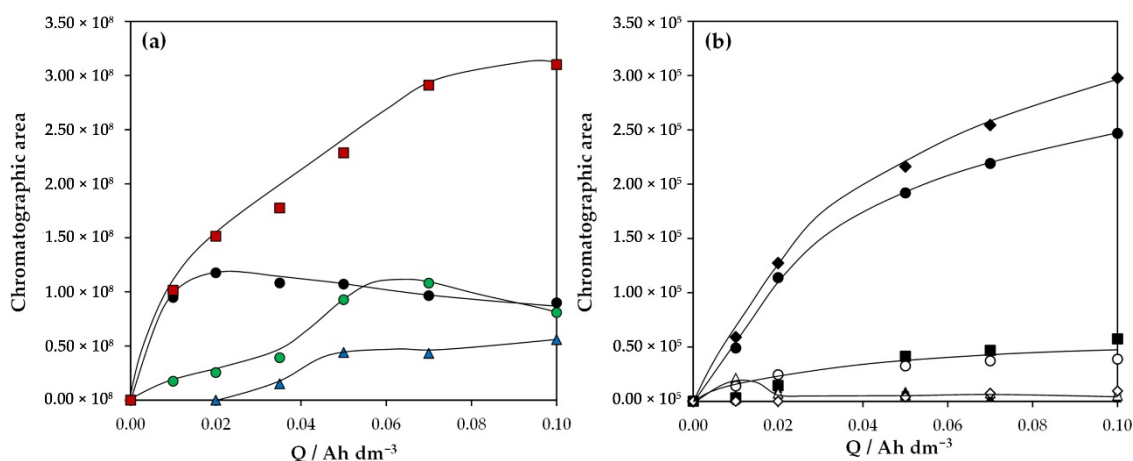 (a)
Chromatographic area
3.50 × 10⁸
3.00 × 10⁸
2.50 × 10⁸
2.00 × 10⁸
1.50 × 10⁸
1.00 × 10⁸
0.50 × 10⁸
0.00 × 10⁸
0.00 0.02 0.04 0.06 0.08 0.10
Q / Ah dm⁻³
(b)
Chromatographic area
3.50 × 10⁵
3.00 × 10⁵
2.50 × 10⁵
2.00 × 10⁵
1.50 × 10⁵
1.00 × 10⁵
0.50 × 10⁵
0.00 × 10⁵
0.00 0.02 0.04 0.06 0.08 0.10
Q / Ah dm⁻³